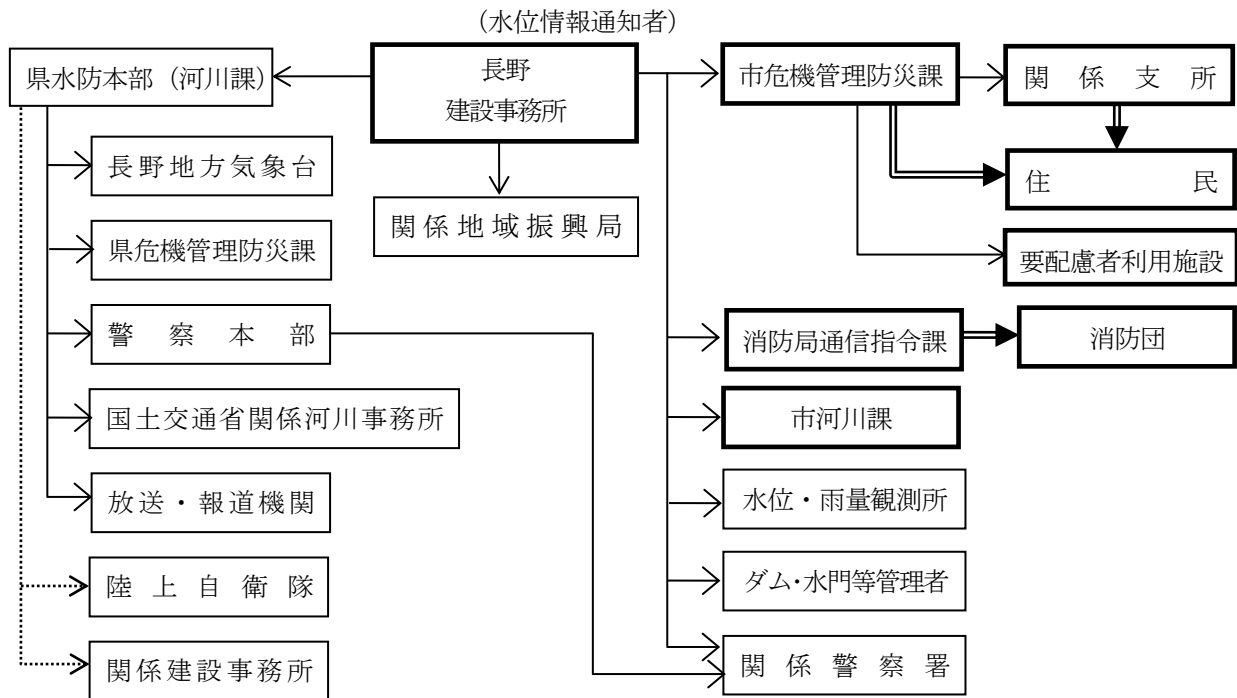 (水位情報通知者)
県水防本部(河川課)
長野
建設事務所
市危機管理防災課
関係支所
長野地方気象台
住民
関係地域振興局
県危機管理防災課
要配慮者利用施設
警察本部
消防局通信指令課
消防団
国土交通省関係河川事務所
市河川課
放送・報道機関
水位・雨量観測所
陸上自衛隊
ダム・水門等管理者
関係建設事務所
関係警察署